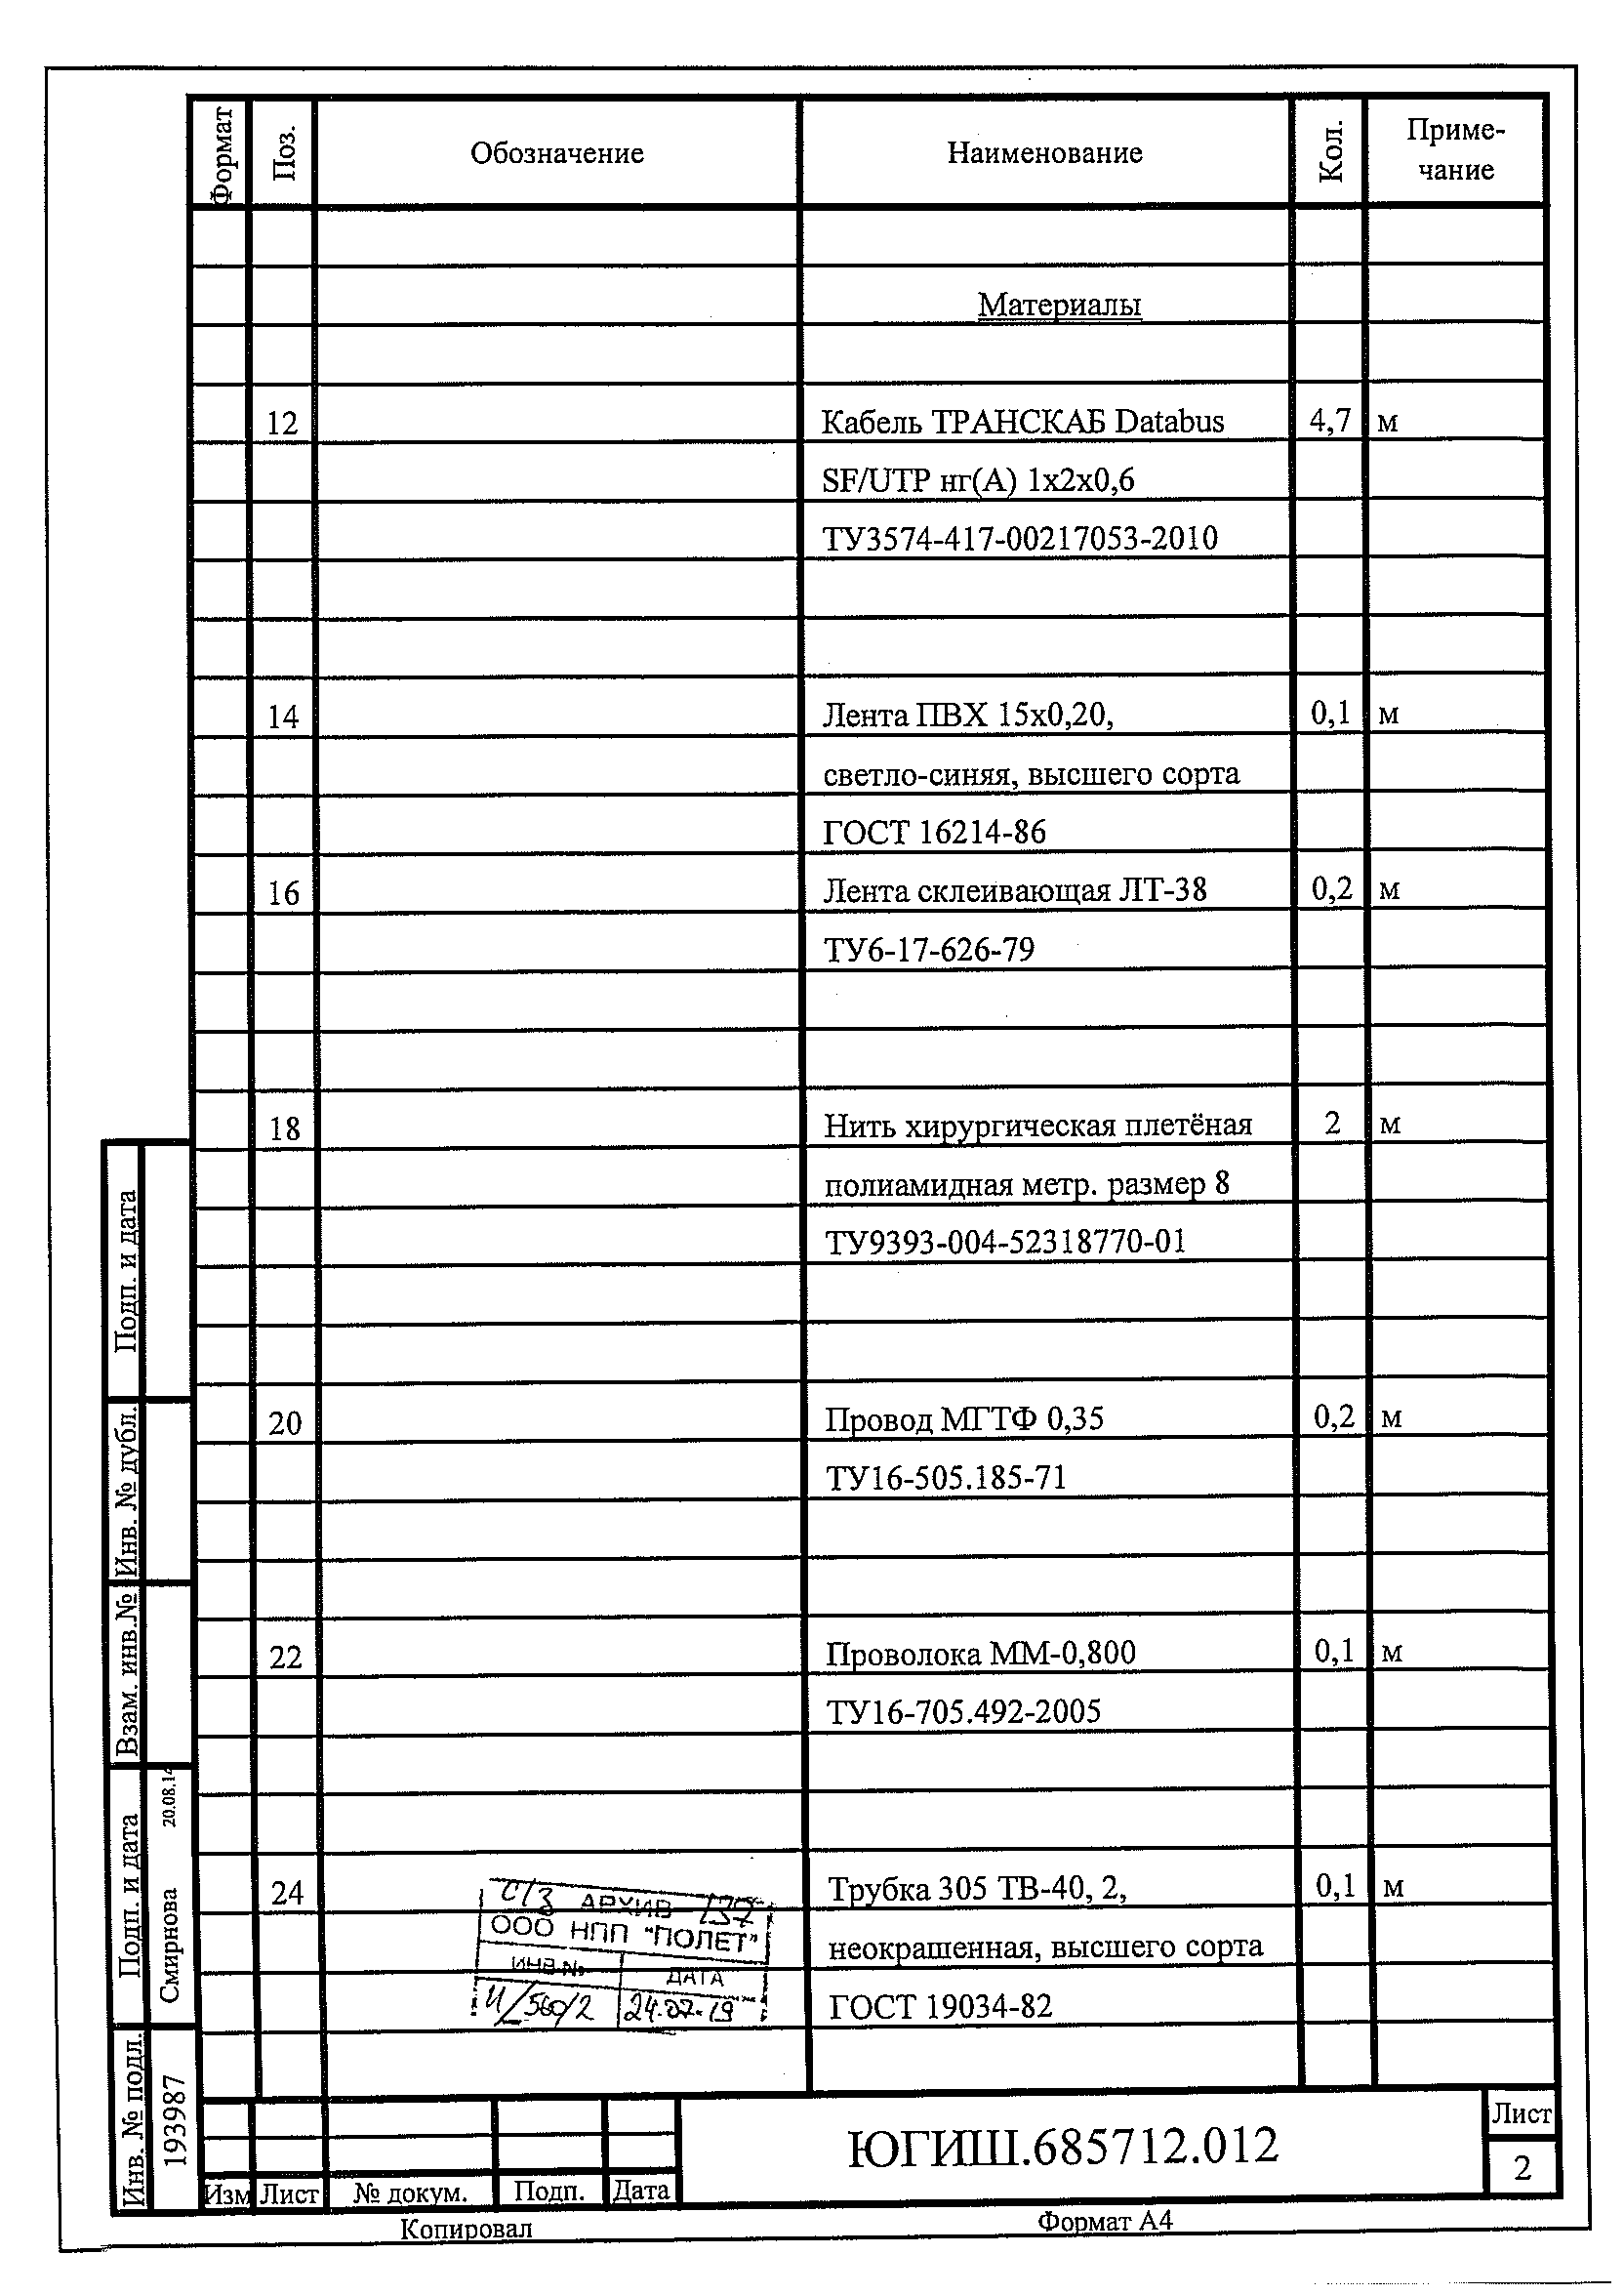 Формат Поз. Обозначение Наименование Кол. Приме-
чание
Материалы
12 Кабель ТРАНСКАБ Databus 4,7 м
SF/UTP нг(А) 1х2х0,6
ТУ3574-417-00217053-2010
14 Лента ПВХ 15х0,20, 0,1 м
светло-синяя, высшего сорта
ГОСТ 16214-86
16 Лента склеивающая ЛТ-38 0,2 м
ТУ6-17-626-79
18 Нить хирургическая плетёная 2 м
полиамидная метр. размер 8
ТУ9393-004-52318770-01
20 Провод МГТФ 0,35 0,2 м
ТУ16-505.185-71
22 Проволока ММ-0,800 0,1 м
ТУ16-705.492-2005
24 Трубка 305 ТВ-40, 2, 0,1 м
неокрашенная, высшего сорта
ГОСТ 19034-82
АРХИВ 137
ООО НПП "ПОЛЕТ"
ИНВ № ДАТА
И/560/2 24.07.19
Подп. и дата
Инв. № дубл.
Взам. инв.№
Подп. и дата Смирнова 20.08.14
Инв. № подл. 193987
Изм Лист № докум. Подп. Дата
ЮГИШ.685712.012
Лист
2
Копировал Формат А4